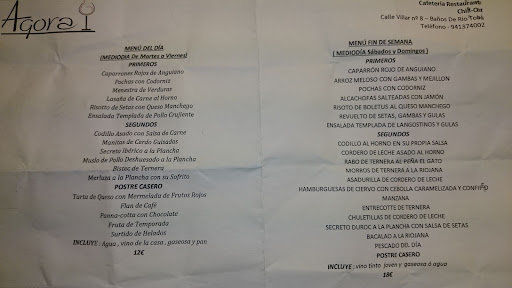 Agora
Cafetería Restaurante
Chill-Out
Calle Villar nº 8 – Baños De Río Tobía
Teléfono - 941374002
MENÚ DEL DÍA
(MEDIODIA De Martes a Viernes)
PRIMEROS
Caparrones Rojos de Anguiano
Pochas con Codorniz
Menestra de Verduras
Lasaña de Carne al Horno
Risotto de Setas con Queso Manchego
Ensalada Templada de Pollo Crujiente
SEGUNDOS
Codillo Asado con Salsa de Carne
Manitas de Cerdo Guisadas
Secreto Ibérico a la Plancha
Muslo de Pollo Deshuesado a la Plancha
Bistec de Ternera
Merluza a la Plancha con su Sofrito
POSTRE CASERO
Tarta de Queso con Mermelada de Frutos Rojos
Flan de Café
Panna-cotta con Chocolate
Fruta de Temporada
Surtido de Helados
INCLUYE : Agua , vino de la casa , gaseosa y pan
12€
MENÚ FIN DE SEMANA
( MEDIODÍA Sábados y Domingos )
PRIMEROS
CAPARRÓN ROJO DE ANGUIANO
ARROZ MELOSO CON GAMBAS Y MEJILLON
POCHAS CON CODORNIZ
ALCACHOFAS SALTEADAS CON JAMÓN
RISOTTO DE BOLETUS AL QUESO MANCHEGO
REVUELTO DE SETAS, GAMBAS Y GULAS
ENSALADA TEMPLADA DE LANGOSTINOS Y GULAS
SEGUNDOS
CODILLO AL HORNO EN SU PROPIA SALSA
CORDERO DE LECHE ASADO AL HORNO
RABO DE TERNERA AL PEÑA EL GATO
MORROS DE TERNERA A LA RIOJANA
ASADURILLA DE CORDERO DE LECHE
HAMBURGUESAS DE CIERVO CON CEBOLLA CARAMELIZADA Y
MANZANA
ENTRECOTTE DE TERNERA
CHULETILLAS DE CORDERO DE LECHE
SECRETO DUROC A LA PLANCHA CON SALSA DE SETAS
BACALAO A LA RIOJANA
PESCADO DEL DÍA
POSTRE CASERO
INCLUYE : vino tinto joven y gaseosa ó agua
18€